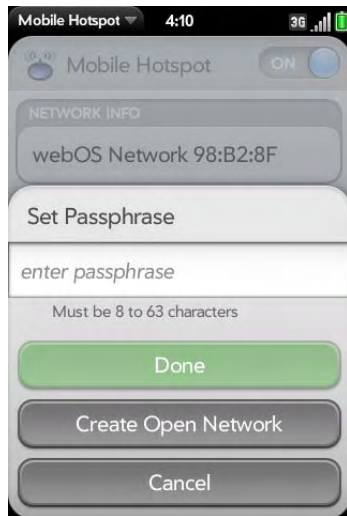 Mobile Hotspot 4:10 3G
Mobile Hotspot ON
NETWORK INFO
webOS Network 98:B2:8F
Set Passphrase
enter passphrase
Must be 8 to 63 characters
Done
Create Open Network
Cancel